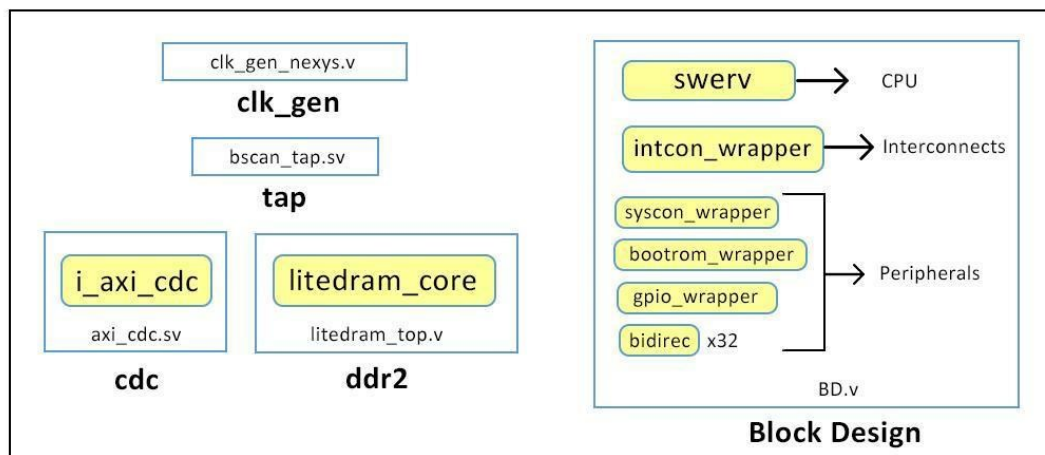 clk_gen_nexys.v
clk_gen
bscan_tap.sv
tap
i_axi_cdc
axi_cdc.sv
cdc
litedram_core
litedram_top.v
ddr2
swerv
CPU
intcon_wrapper
Interconnects
syscon_wrapper
bootrom_wrapper
gpio_wrapper
bidirec x32
Peripherals
BD.v
Block Design